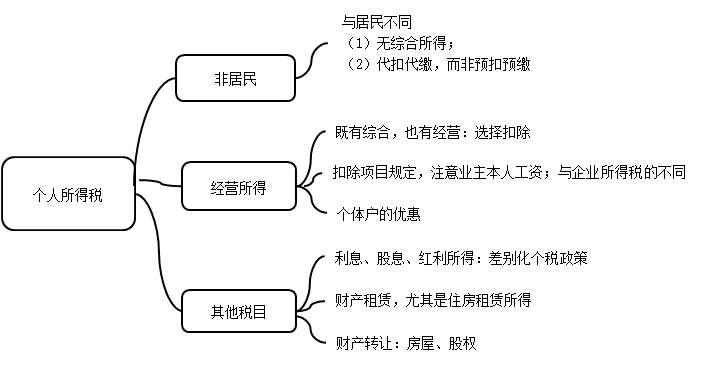 与居民不同
（1）无综合所得；
（2）代扣代缴，而非预扣预缴
非居民
既有综合，也有经营：选择扣除
扣除项目规定，注意业主本人工资；与企业所得税的不同
经营所得
个人所得税
个体户的优惠
利息、股息、红利所得：差别化个税政策
财产租赁，尤其是住房租赁所得
其他税目
财产转让：房屋、股权